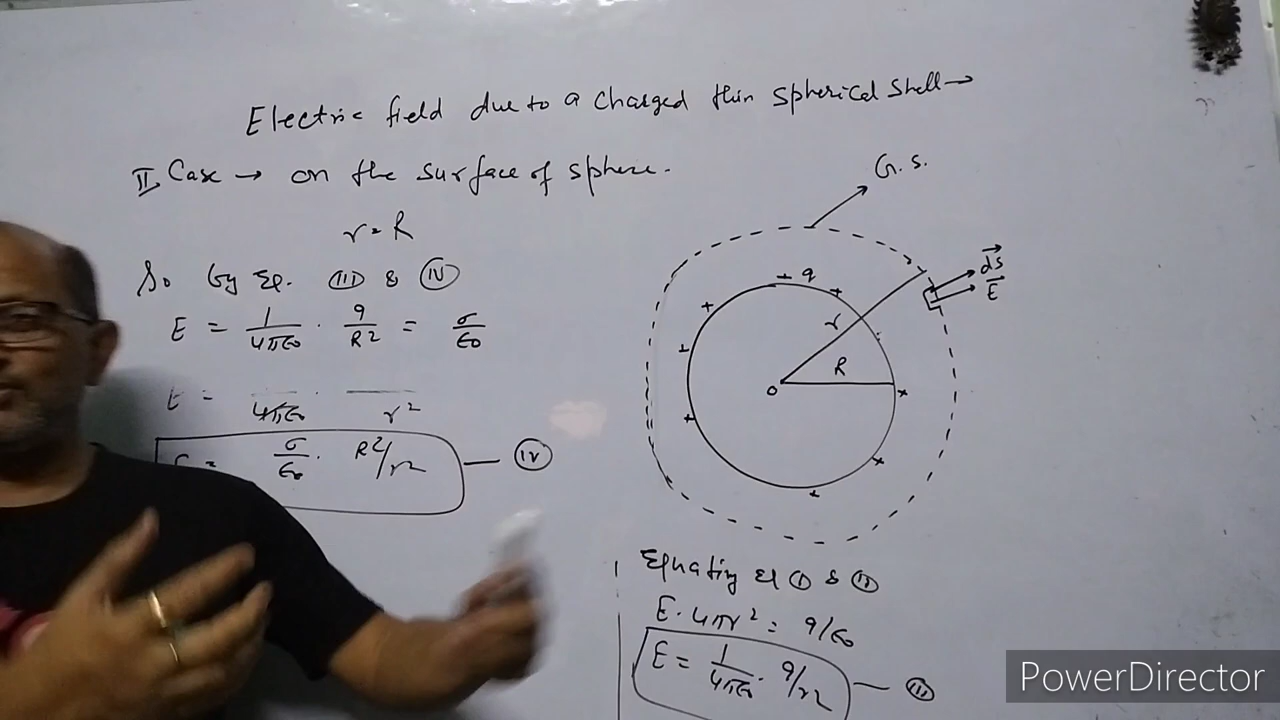 Electric field due to a charged thin spherical shell →
II Case → on the surface of sphere.
r = R
So by Eq. (III) & (IV)
E = 1/4πε0 · q/R² = σ/ε0
E = 4πε0 · r²
σ/ε0 · R²/r² — (IV)
G.S.
dS
E
q
r
R
O
Equating eq (I) & (II)
E·4πr² = q/ε0
E = 1/4πε0 · q/r² — (III)
PowerDirector